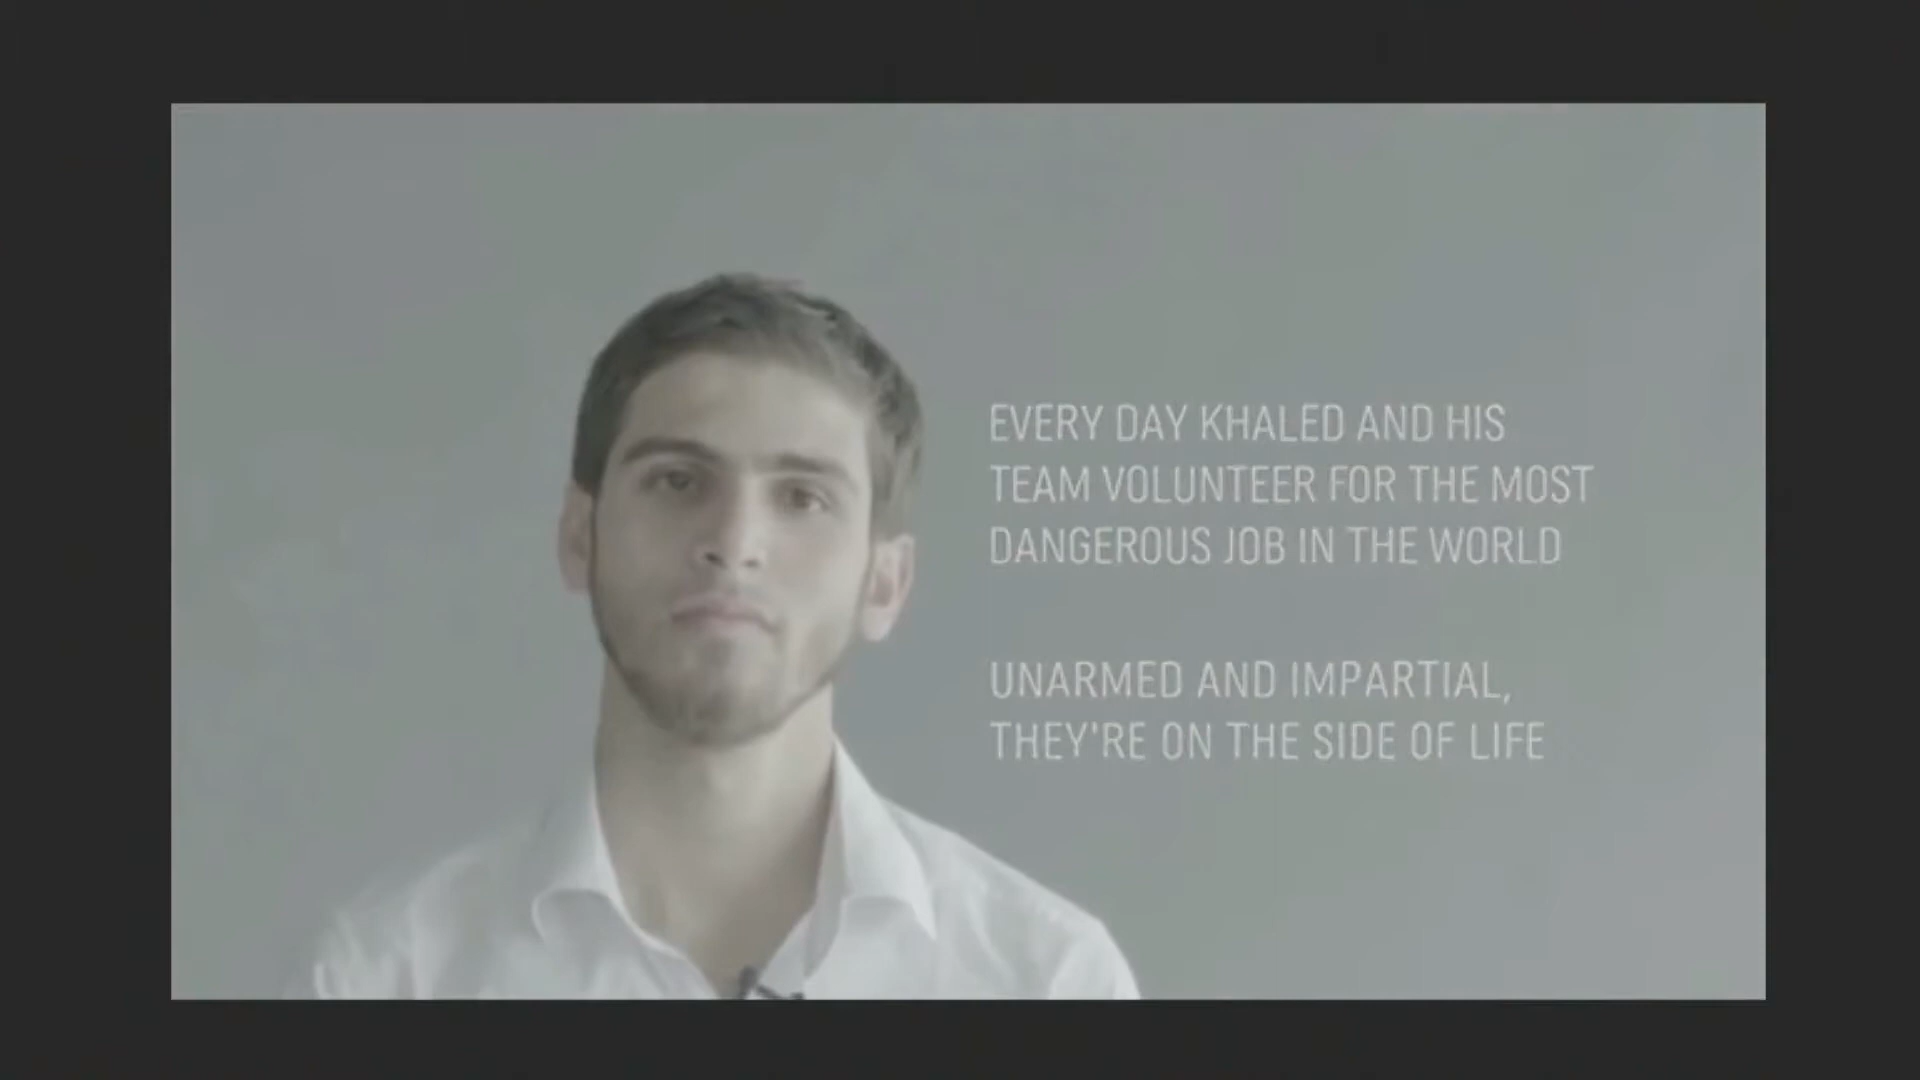 EVERY DAY KHALED AND HIS
TEAM VOLUNTEER FOR THE MOST
DANGEROUS JOB IN THE WORLD
UNARMED AND IMPARTIAL,
THEY'RE ON THE SIDE OF LIFE